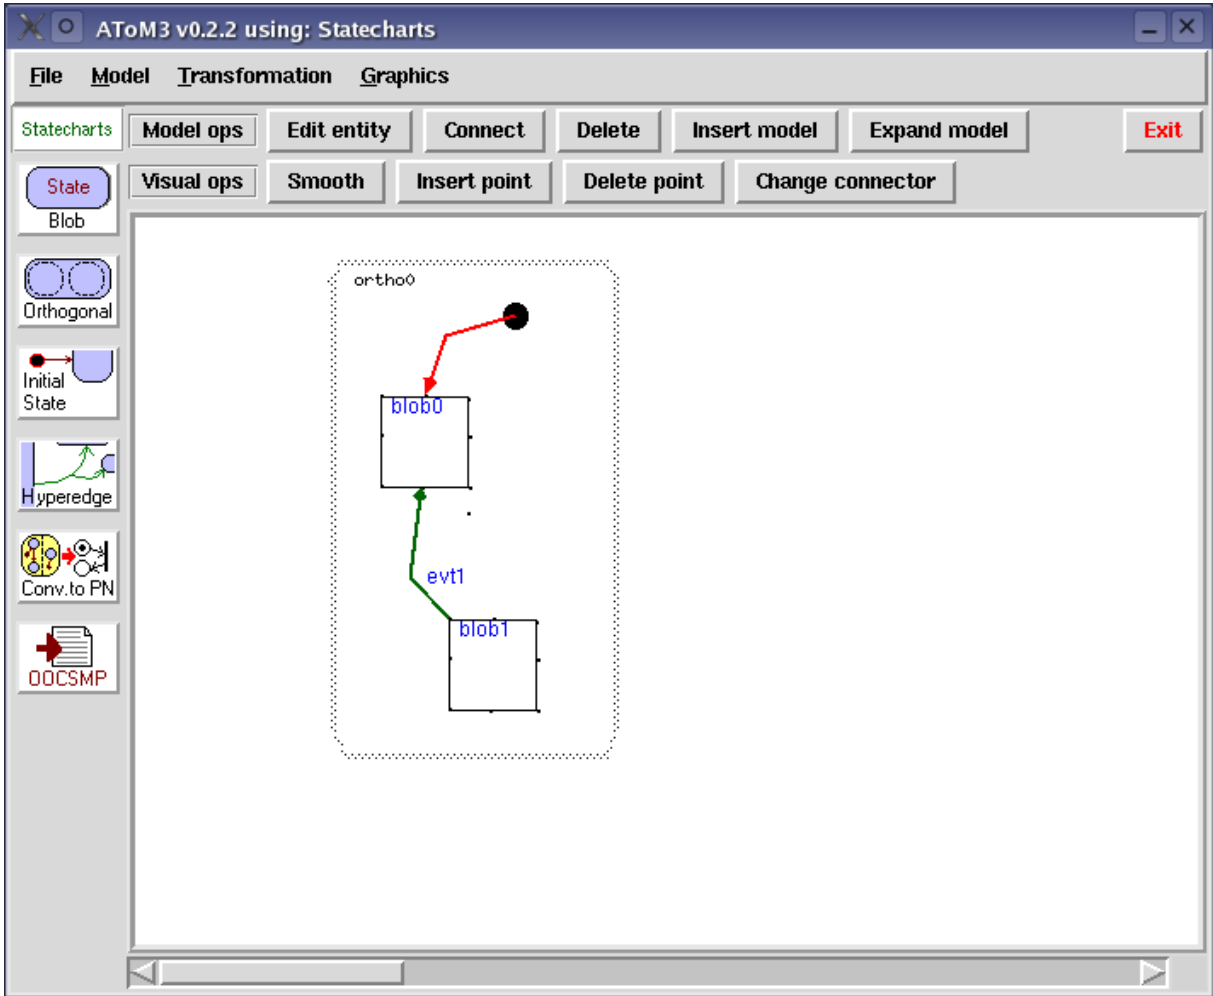 AToM3 v0.2.2 using: Statecharts
File Model Transformation Graphics
Statecharts Model ops Edit entity Connect Delete Insert model Expand model Exit
Visual ops Smooth Insert point Delete point Change connector
State
Blob
Orthogonal
Initial
State
Hyperedge
Conv.to PN
OOCSMP
ortho0
blob0
evt1
blob1